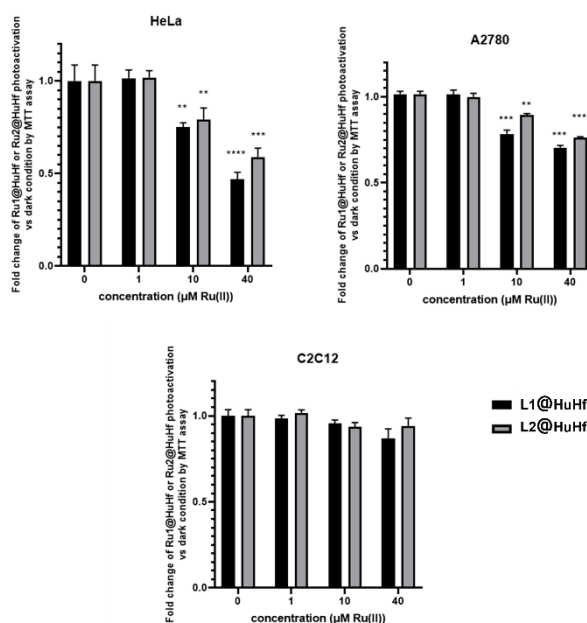 HeLa
Fold change of Ru1@HuHf or Ru2@HuHf photoactivation
vs dark condition by MTT assay
1.0
0.5
0.0
** **
**** ***
0 1 10 40
concentration (µM Ru(II))
A2780
Fold change of Ru1@HuHf or Ru2@HuHf photoactivation
vs dark condition by MTT assay
1.0
0.5
0.0
*** **
*** ***
0 1 10 40
concentration (µM Ru(II))
C2C12
Fold change of Ru1@HuHf or Ru2@HuHf photoactivation
vs dark condition by MTT assay
1.0
0.5
0.0
0 1 10 40
concentration (µM Ru(II))
L1@HuHf
L2@HuHf